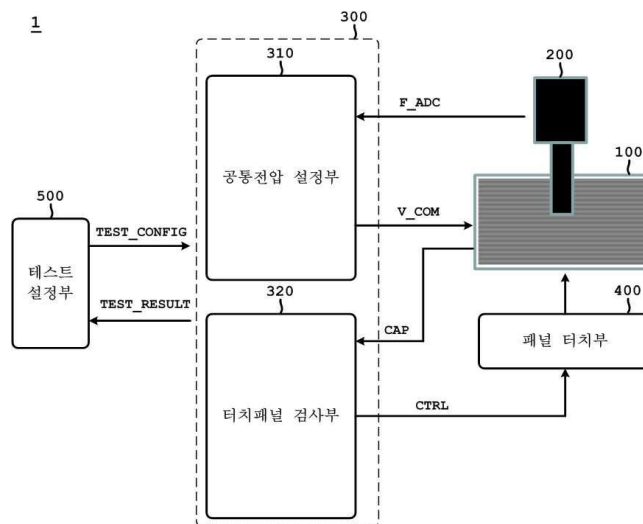 1
300
310
200
F_ADC
100
공통전압 설정부
500
V_COM
TEST_CONFIG
테스트
설정부
320
400
TEST_RESULT
CAP
패널 터치부
터치패널 검사부
CTRL